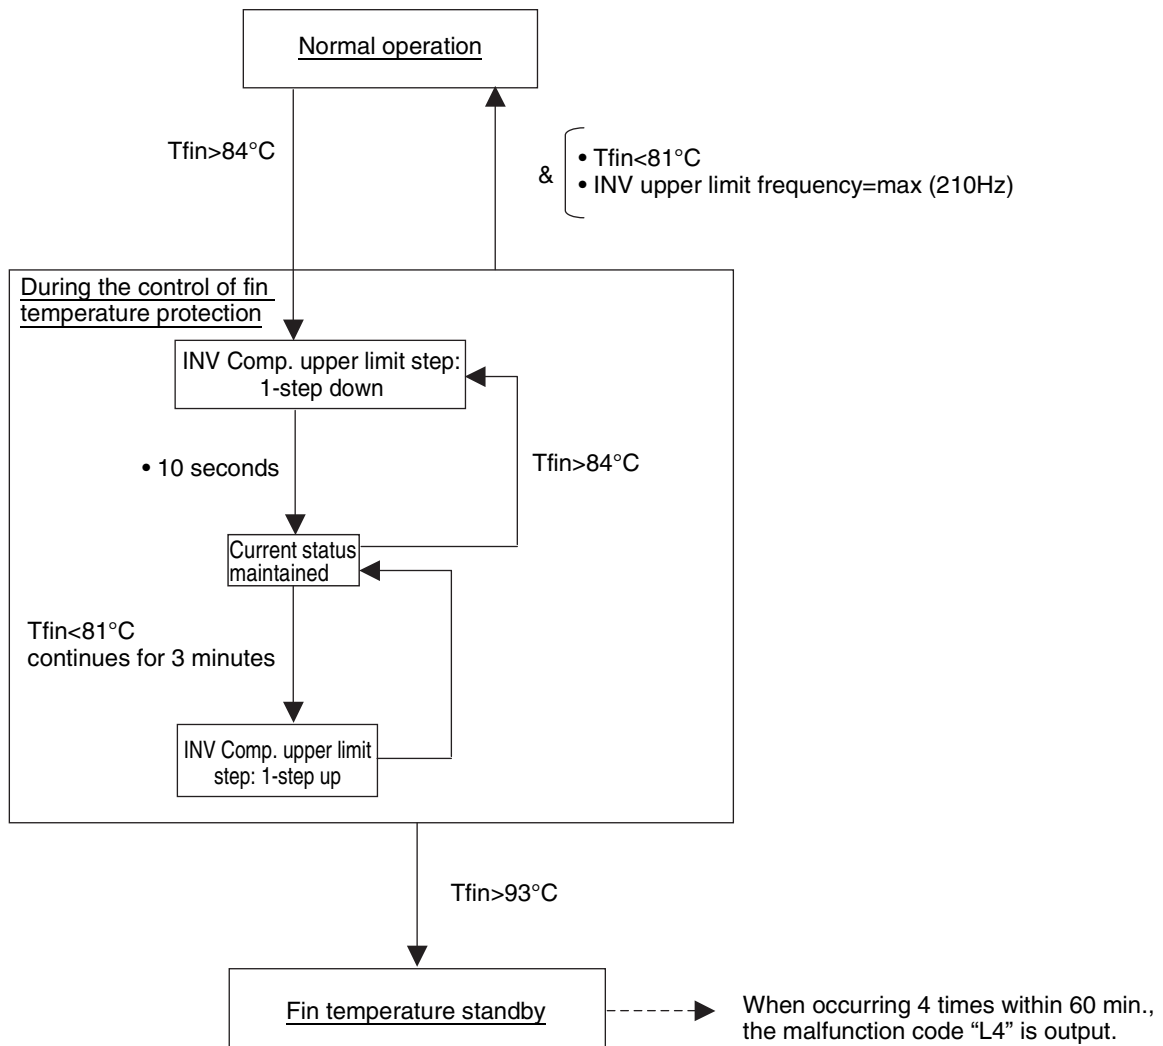 Normal operation
Tfin>84°C
&
• Tfin<81°C
• INV upper limit frequency=max (210Hz)
During the control of fin
temperature protection
INV Comp. upper limit step:
1-step down
• 10 seconds
Tfin>84°C
Current status
maintained
Tfin<81°C
continues for 3 minutes
INV Comp. upper limit
step: 1-step up
Tfin>93°C
Fin temperature standby
When occurring 4 times within 60 min.,
the malfunction code “L4” is output.